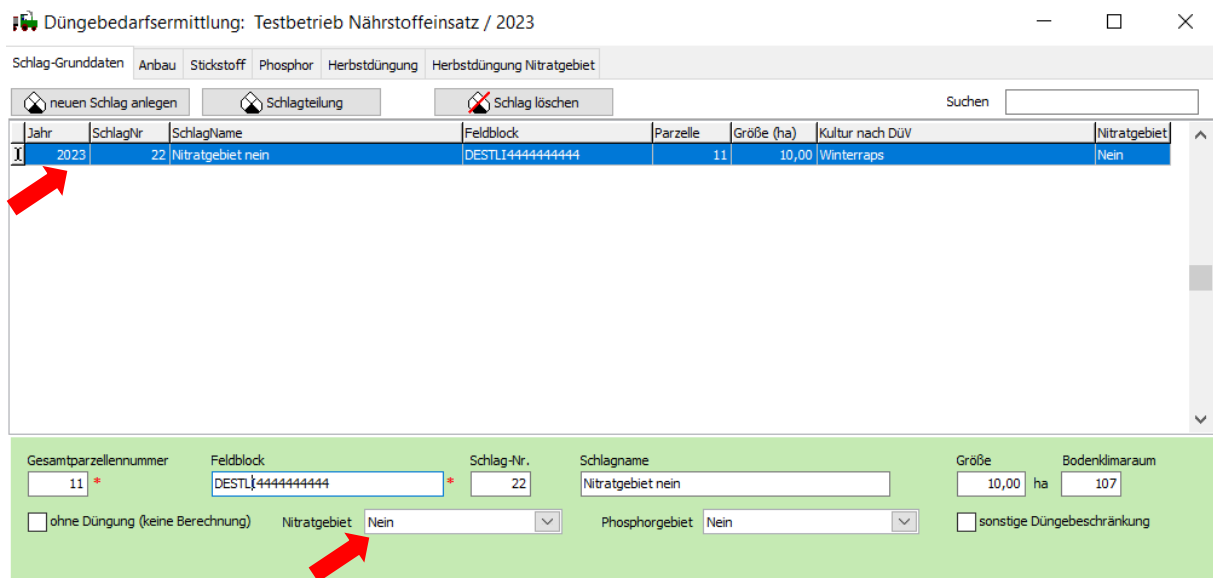 Düngebedarfsermittlung: Testbetrieb Nährstoffeinsatz / 2023
Schlag-Grunddaten Anbau Stickstoff Phosphor Herbstdüngung Herbstdüngung Nitratgebiet
neuen Schlag anlegen Schlagteilung Schlag löschen Suchen
Jahr SchlagNr SchlagName Feldblock Parzelle Größe (ha) Kultur nach DüV Nitratgebiet
2023 22 Nitratgebiet nein DESTLI4444444444 11 10,00 Winterraps Nein
Gesamtparzellennummer Feldblock Schlag-Nr. Schlagname Größe Bodenklimaraum
11 * DESTLI4444444444 * 22 Nitratgebiet nein 10,00 ha 107
ohne Düngung (keine Berechnung) Nitratgebiet Nein Phosphorgebiet Nein sonstige Düngebeschränkung